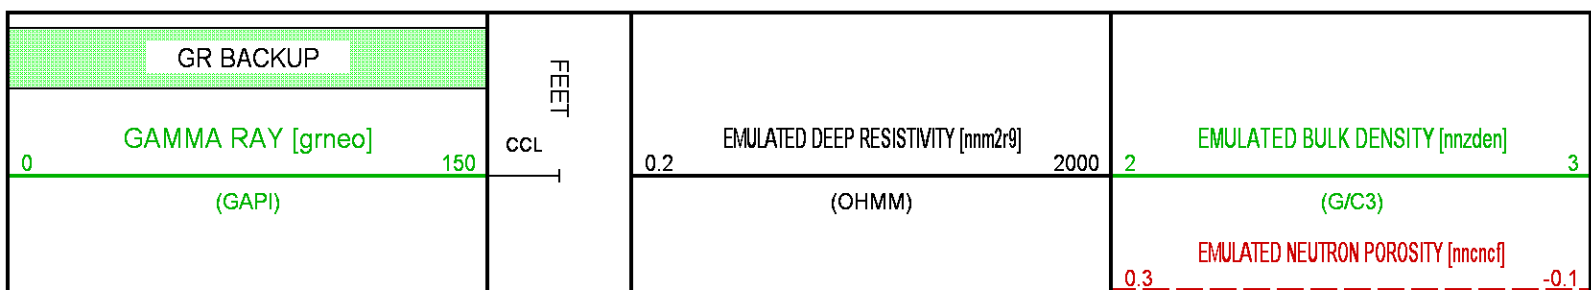 GR BACKUP
GAMMA RAY [grneo]
0 150
(GAPI)
FEET
CCL
EMULATED DEEP RESISTIVITY [nnm2r9]
0.2 2000
(OHMM)
EMULATED BULK DENSITY [nnzden]
2 3
(G/C3)
EMULATED NEUTRON POROSITY [nncncf]
0.3 -0.1